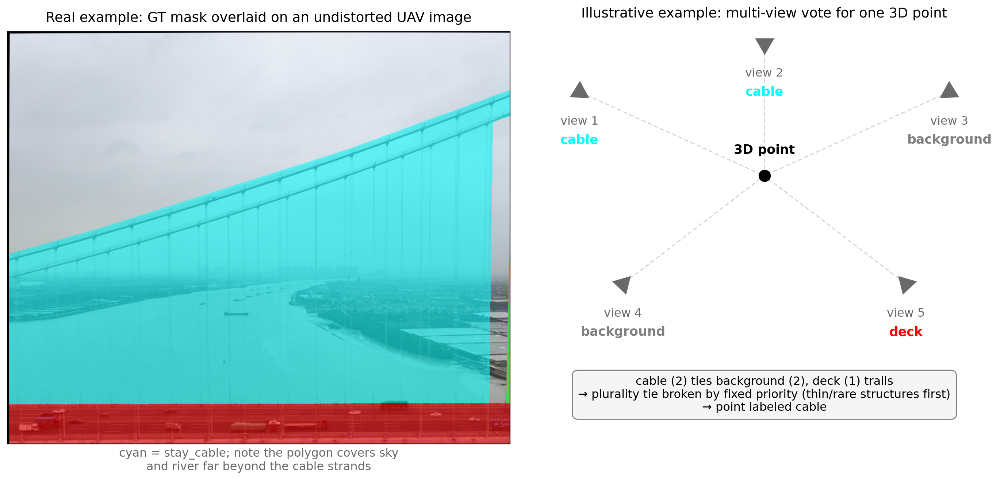 Real example: GT mask overlaid on an undistorted UAV image
cyan = stay_cable; note the polygon covers sky
and river far beyond the cable strands
Illustrative example: multi-view vote for one 3D point
view 2
cable
view 1
cable
view 3
background
3D point
view 4
background
view 5
deck
cable (2) ties background (2), deck (1) trails
→ plurality tie broken by fixed priority (thin/rare structures first)
→ point labeled cable